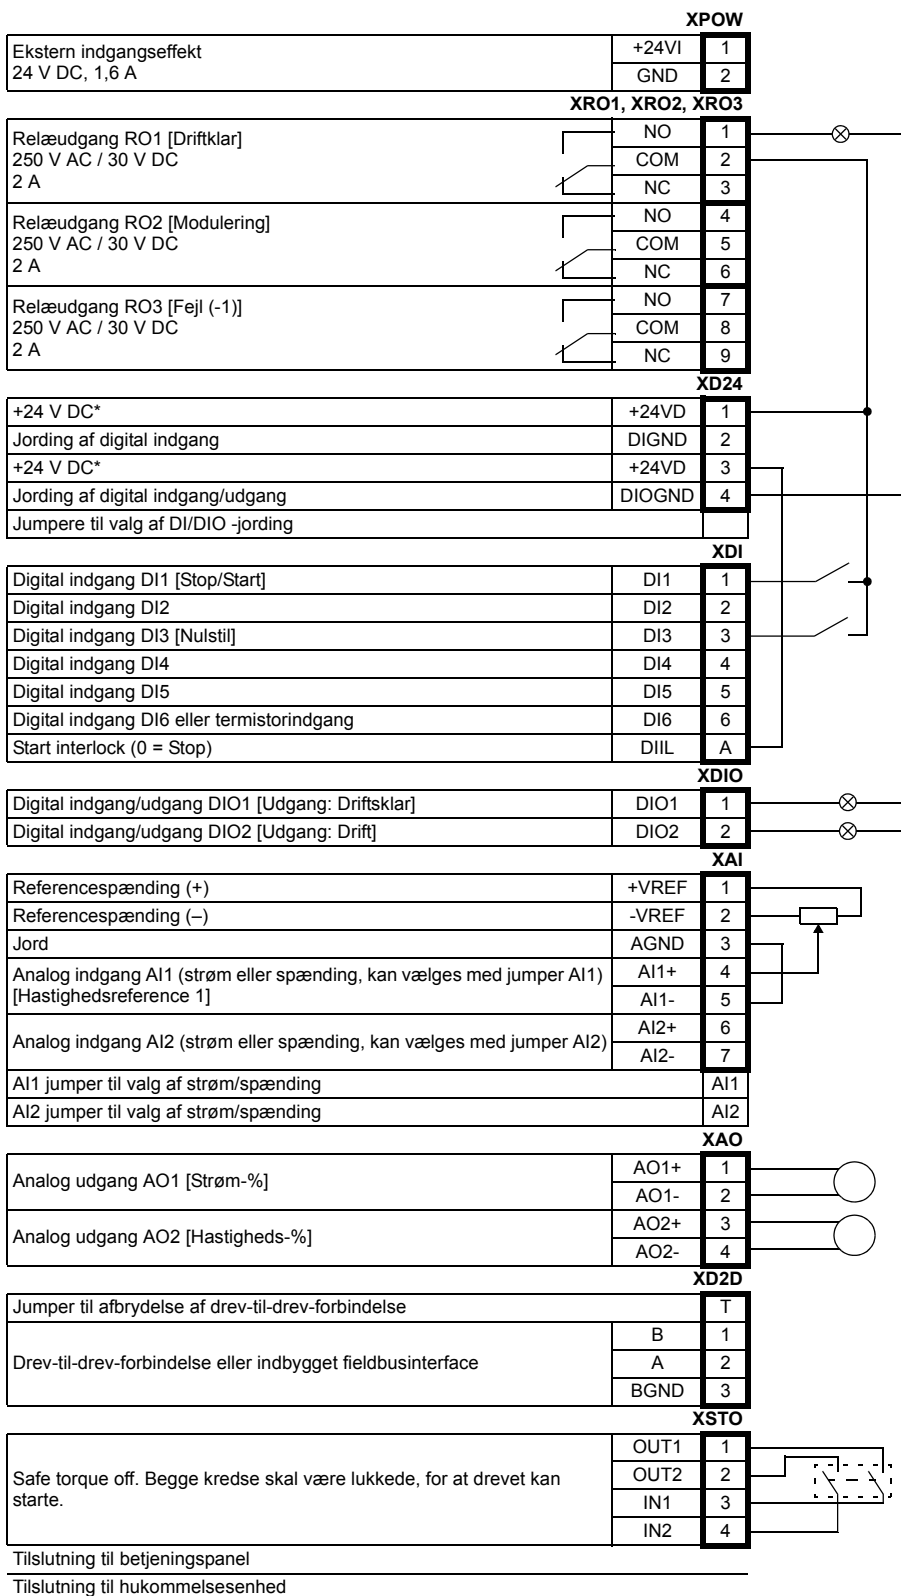 XPOW
Ekstern indgangseffekt
24 V DC, 1,6 A
+24VI 1
GND 2
XRO1, XRO2, XRO3
Relæudgang RO1 [Driftklar]
250 V AC / 30 V DC
2 A
NO 1
COM 2
NC 3
Relæudgang RO2 [Modulering]
250 V AC / 30 V DC
2 A
NO 4
COM 5
NC 6
Relæudgang RO3 [Fejl (-1)]
250 V AC / 30 V DC
2 A
NO 7
COM 8
NC 9
XD24
+24 V DC* +24VD 1
Jording af digital indgang DIGND 2
+24 V DC* +24VD 3
Jording af digital indgang/udgang DIOGND 4
Jumpere til valg af DI/DIO -jording
XDI
Digital indgang DI1 [Stop/Start] DI1 1
Digital indgang DI2 DI2 2
Digital indgang DI3 [Nulstil] DI3 3
Digital indgang DI4 DI4 4
Digital indgang DI5 DI5 5
Digital indgang DI6 eller termistorindgang DI6 6
Start interlock (0 = Stop) DIIL A
XDIO
Digital indgang/udgang DIO1 [Udgang: Driftsklar] DIO1 1
Digital indgang/udgang DIO2 [Udgang: Drift] DIO2 2
XAI
Referencespænding (+) +VREF 1
Referencespænding (–) -VREF 2
Jord AGND 3
Analog indgang AI1 (strøm eller spænding, kan vælges med jumper AI1)
[Hastighedsreference 1]
AI1+ 4
AI1- 5
Analog indgang AI2 (strøm eller spænding, kan vælges med jumper AI2)
AI2+ 6
AI2- 7
AI1 jumper til valg af strøm/spænding AI1
AI2 jumper til valg af strøm/spænding AI2
XAO
Analog udgang AO1 [Strøm-%]
AO1+ 1
AO1- 2
Analog udgang AO2 [Hastigheds-%]
AO2+ 3
AO2- 4
XD2D
Jumper til afbrydelse af drev-til-drev-forbindelse T
Drev-til-drev-forbindelse eller indbygget fieldbusinterface
B 1
A 2
BGND 3
XSTO
Safe torque off. Begge kredse skal være lukkede, for at drevet kan
starte.
OUT1 1
OUT2 2
IN1 3
IN2 4
Tilslutning til betjeningspanel
Tilslutning til hukommelsesenhed